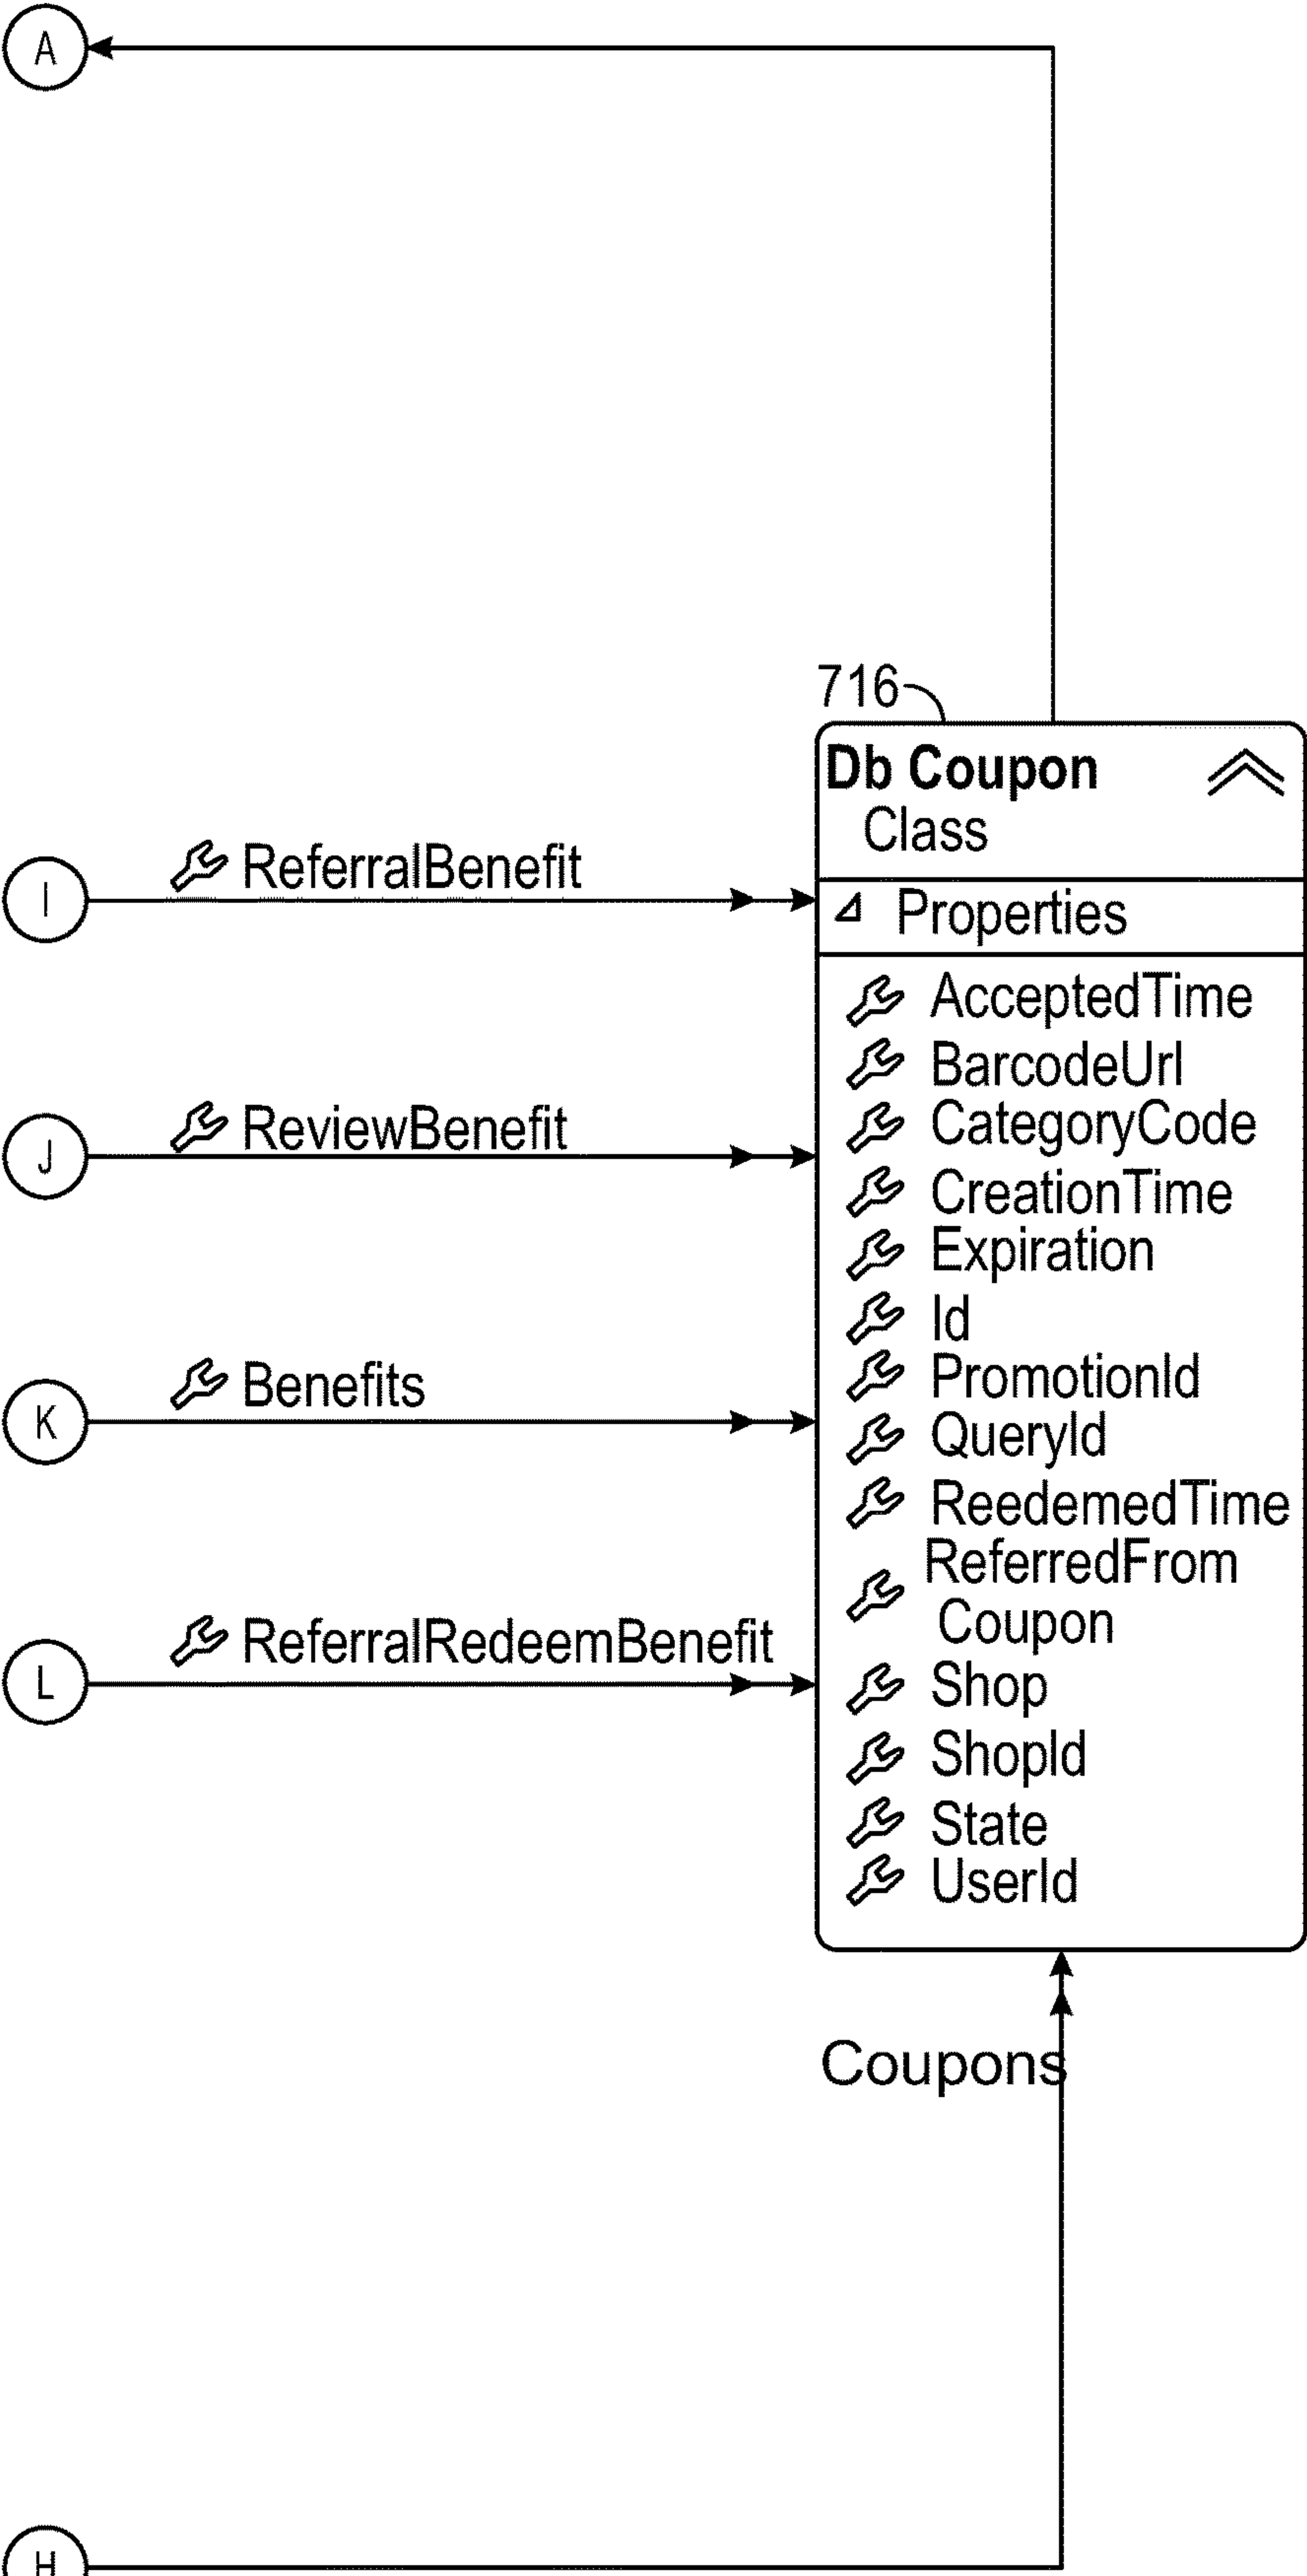 A
716
Db Coupon
Class
I
ReferralBenefit
Properties
AcceptedTime
BarcodeUrl
J
ReviewBenefit
CategoryCode
CreationTime
Expiration
Id
K
Benefits
PromotionId
QueryId
ReedemedTime
ReferredFrom
Coupon
L
ReferralRedeemBenefit
Shop
ShopId
State
UserId
Coupons
H